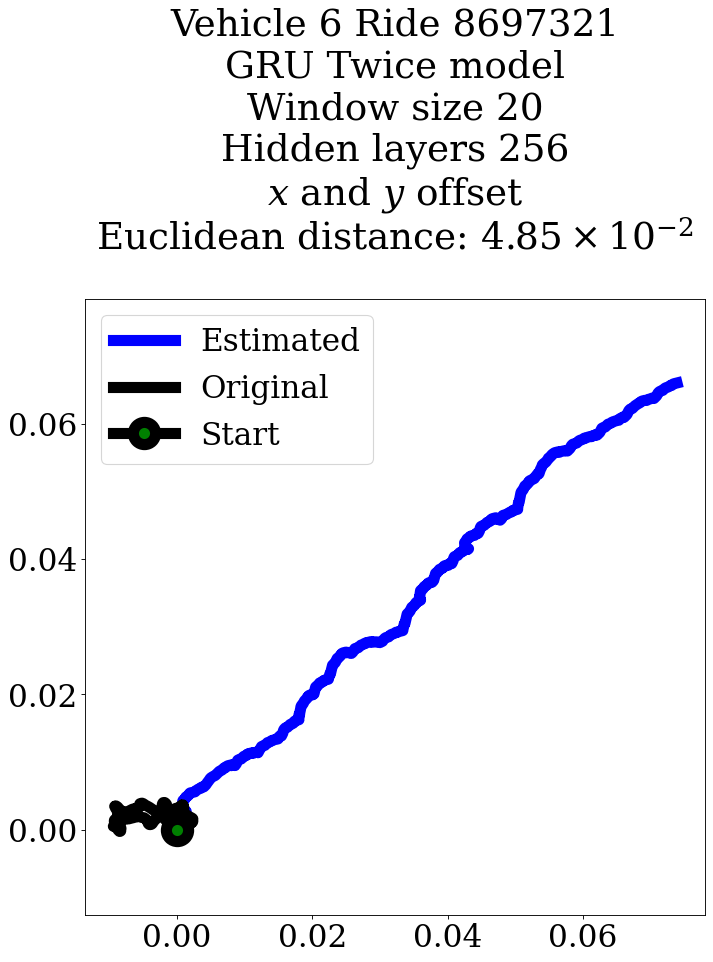 Vehicle 6 Ride 8697321
GRU Twice model
Window size 20
Hidden layers 256
x and y offset
Euclidean distance: 4.85 × 10⁻²
Estimated
Original
Start
0.06
0.04
0.02
0.00
0.00 0.02 0.04 0.06